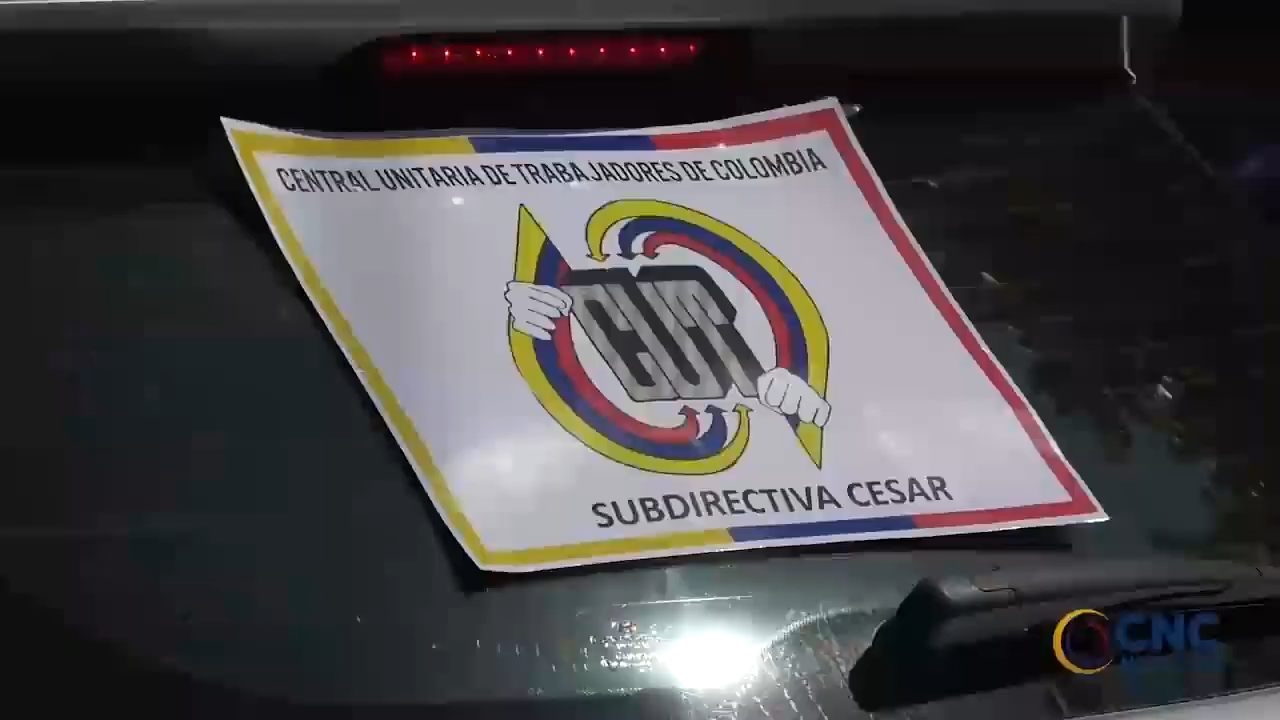 CENTRAL UNITARIA DE TRABAJADORES DE COLOMBIA
CUT
SUBDIRECTIVA CESAR
CNC